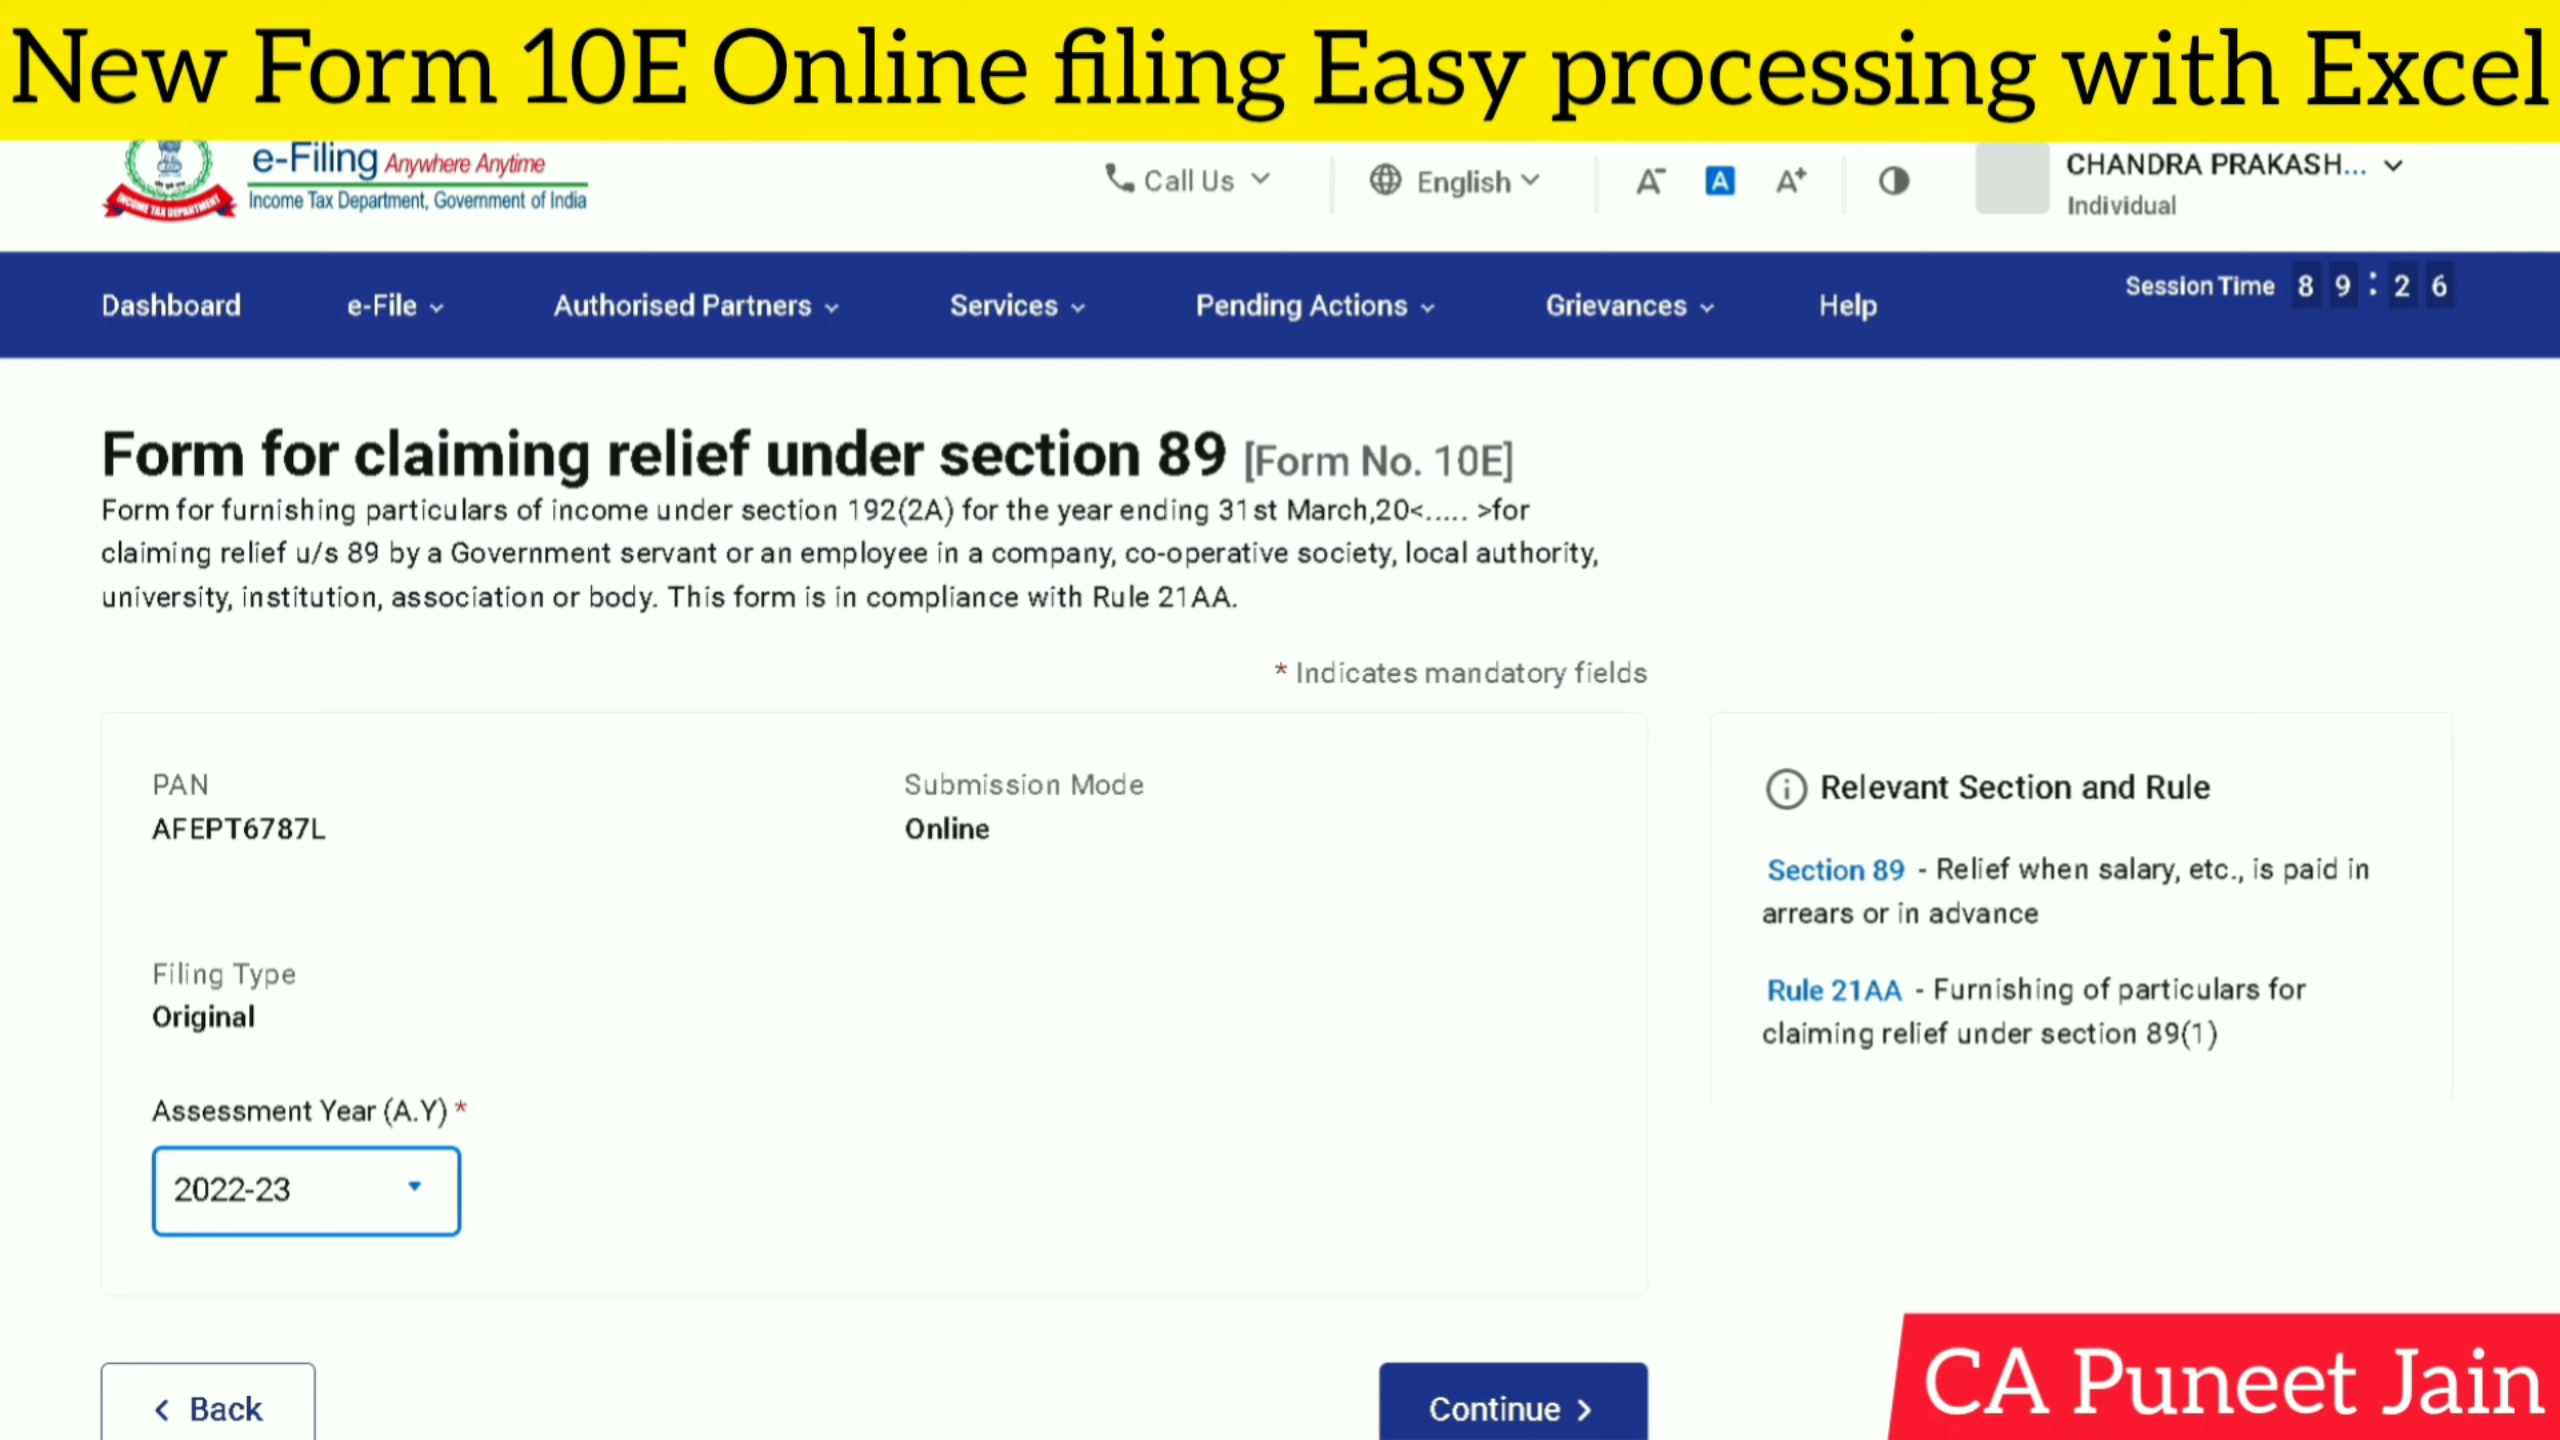 New Form 10E Online filing Easy processing with Excel
e-Filing Anywhere Anytime
Income Tax Department, Government of India
INCOME TAX DEPARTMENT
Call Us
English
A-
A
A+
CHANDRA PRAKASH...
Individual
Dashboard
e-File
Authorised Partners
Services
Pending Actions
Grievances
Help
Session Time 8 9 : 2 6
Form for claiming relief under section 89 [Form No. 10E]
Form for furnishing particulars of income under section 192(2A) for the year ending 31st March,20<..... >for
claiming relief u/s 89 by a Government servant or an employee in a company, co-operative society, local authority,
university, institution, association or body. This form is in compliance with Rule 21AA.
* Indicates mandatory fields
PAN
AFEPT6787L
Submission Mode
Online
Filing Type
Original
Assessment Year (A.Y) *
2022-23
Relevant Section and Rule
Section 89 - Relief when salary, etc., is paid in
arrears or in advance
Rule 21AA - Furnishing of particulars for
claiming relief under section 89(1)
< Back
Continue >
CA Puneet Jain